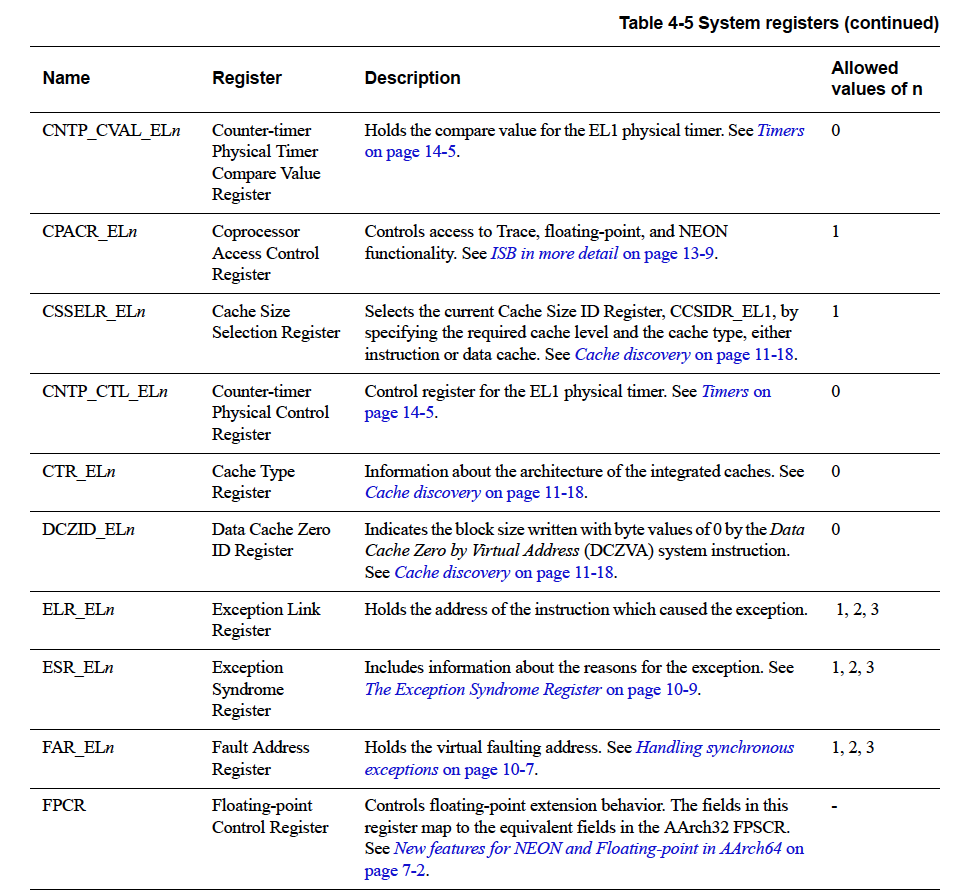 Table 4-5 System registers (continued)
Name Register Description Allowed values of n
CNTP_CVAL_ELn Counter-timer Physical Timer Compare Value Register Holds the compare value for the EL1 physical timer. See Timers on page 14-5. 0
CPACR_ELn Coprocessor Access Control Register Controls access to Trace, floating-point, and NEON functionality. See ISB in more detail on page 13-9. 1
CSSELR_ELn Cache Size Selection Register Selects the current Cache Size ID Register, CCSIDR_EL1, by specifying the required cache level and the cache type, either instruction or data cache. See Cache discovery on page 11-18. 1
CNTP_CTL_ELn Counter-timer Physical Control Register Control register for the EL1 physical timer. See Timers on page 14-5. 0
CTR_ELn Cache Type Register Information about the architecture of the integrated caches. See Cache discovery on page 11-18. 0
DCZID_ELn Data Cache Zero ID Register Indicates the block size written with byte values of 0 by the Data Cache Zero by Virtual Address (DCZVA) system instruction. See Cache discovery on page 11-18. 0
ELR_ELn Exception Link Register Holds the address of the instruction which caused the exception. 1, 2, 3
ESR_ELn Exception Syndrome Register Includes information about the reasons for the exception. See The Exception Syndrome Register on page 10-9. 1, 2, 3
FAR_ELn Fault Address Register Holds the virtual faulting address. See Handling synchronous exceptions on page 10-7. 1, 2, 3
FPCR Floating-point Control Register Controls floating-point extension behavior. The fields in this register map to the equivalent fields in the AArch32 FPSCR. See New features for NEON and Floating-point in AArch64 on page 7-2. -